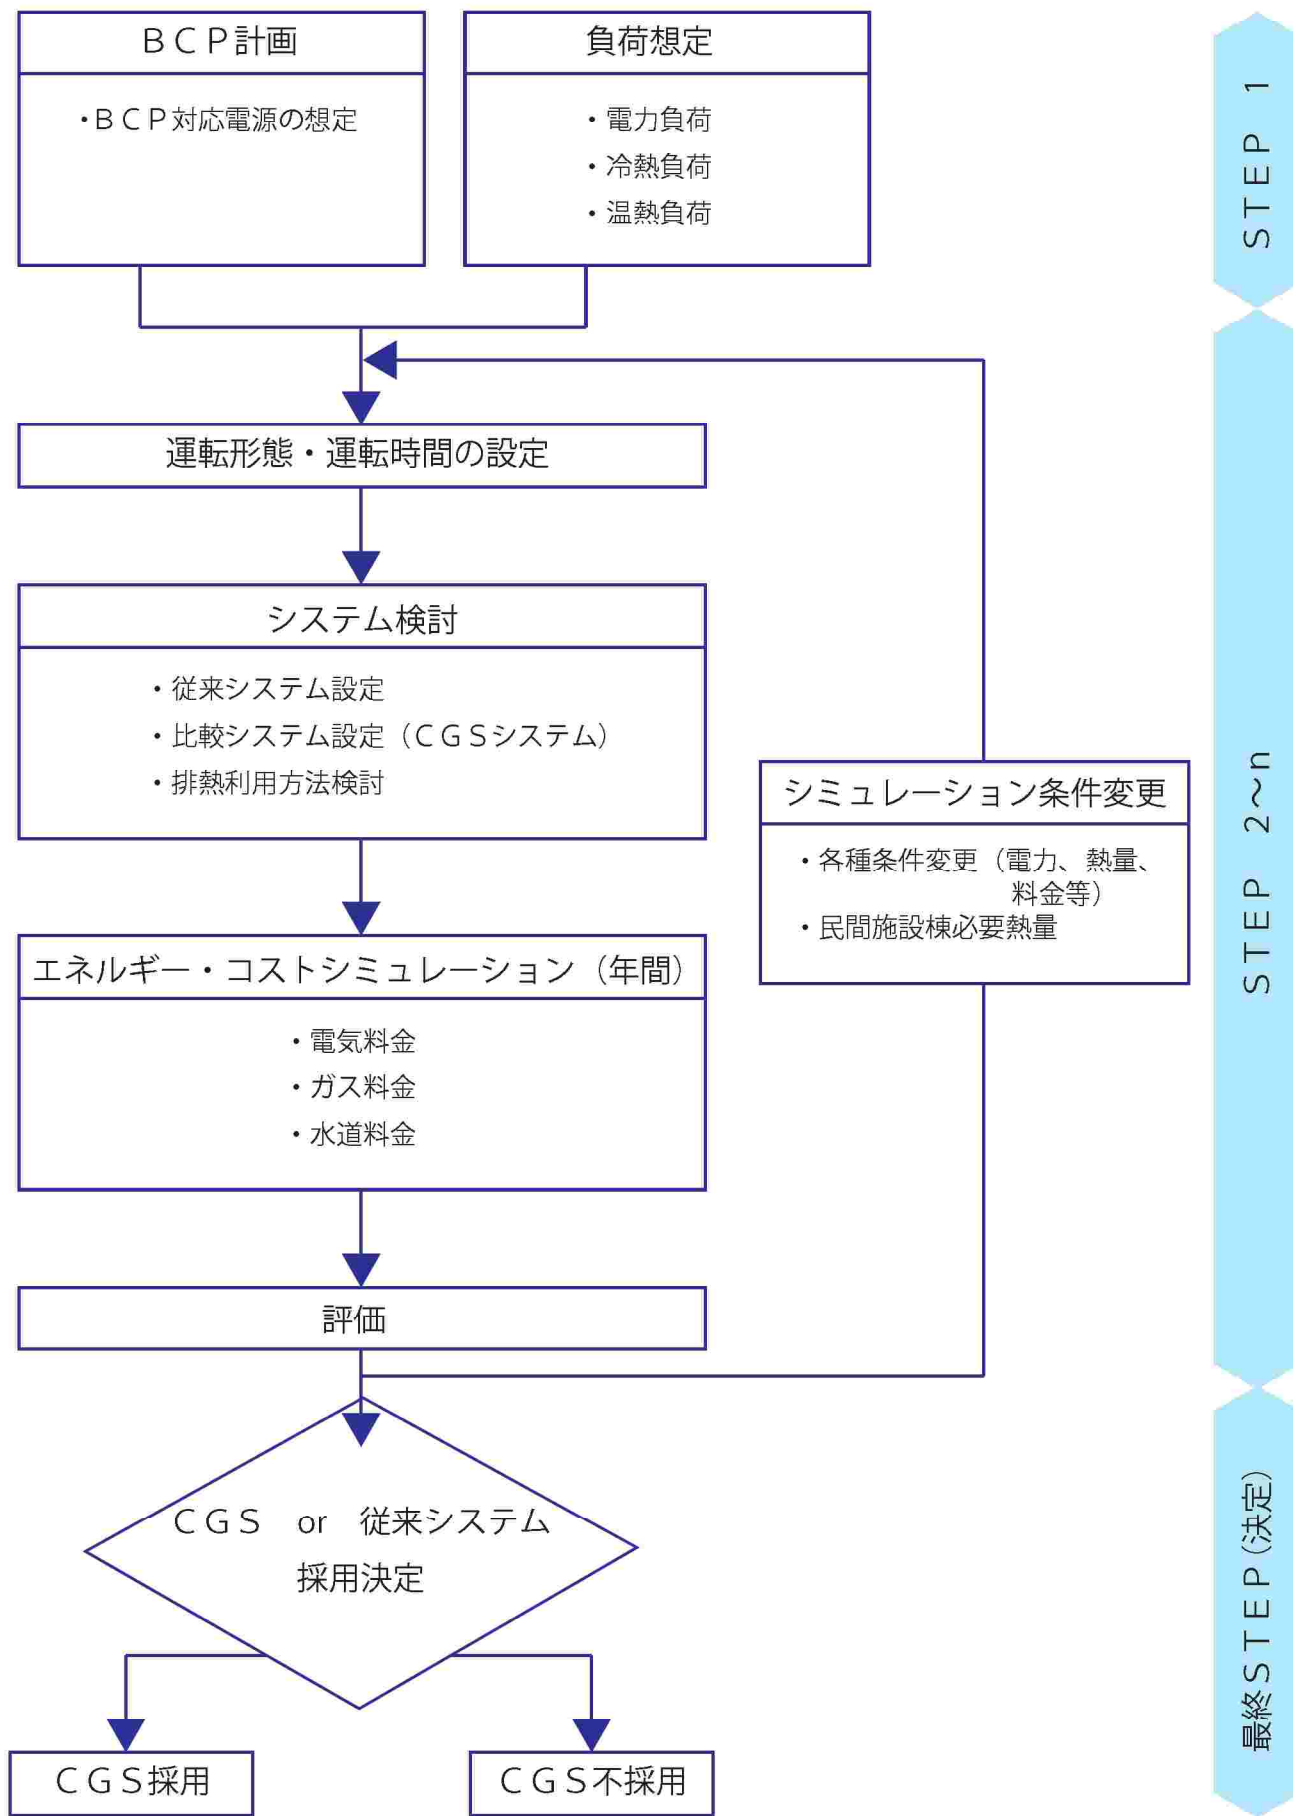 ＢＣＰ計画
・ＢＣＰ対応電源の想定
負荷想定
・電力負荷
・冷熱負荷
・温熱負荷
運転形態・運転時間の設定
システム検討
・従来システム設定
・比較システム設定（ＣＧＳシステム）
・排熱利用方法検討
エネルギー・コストシミュレーション（年間）
・電気料金
・ガス料金
・水道料金
評価
シミュレーション条件変更
・各種条件変更（電力、熱量、
料金等）
・民間施設棟必要熱量
ＣＧＳ　or　従来システム
採用決定
ＣＧＳ採用
ＣＧＳ不採用
ＳＴＥＰ　1
ＳＴＥＰ　2～n
最終ＳＴＥＰ（決定）